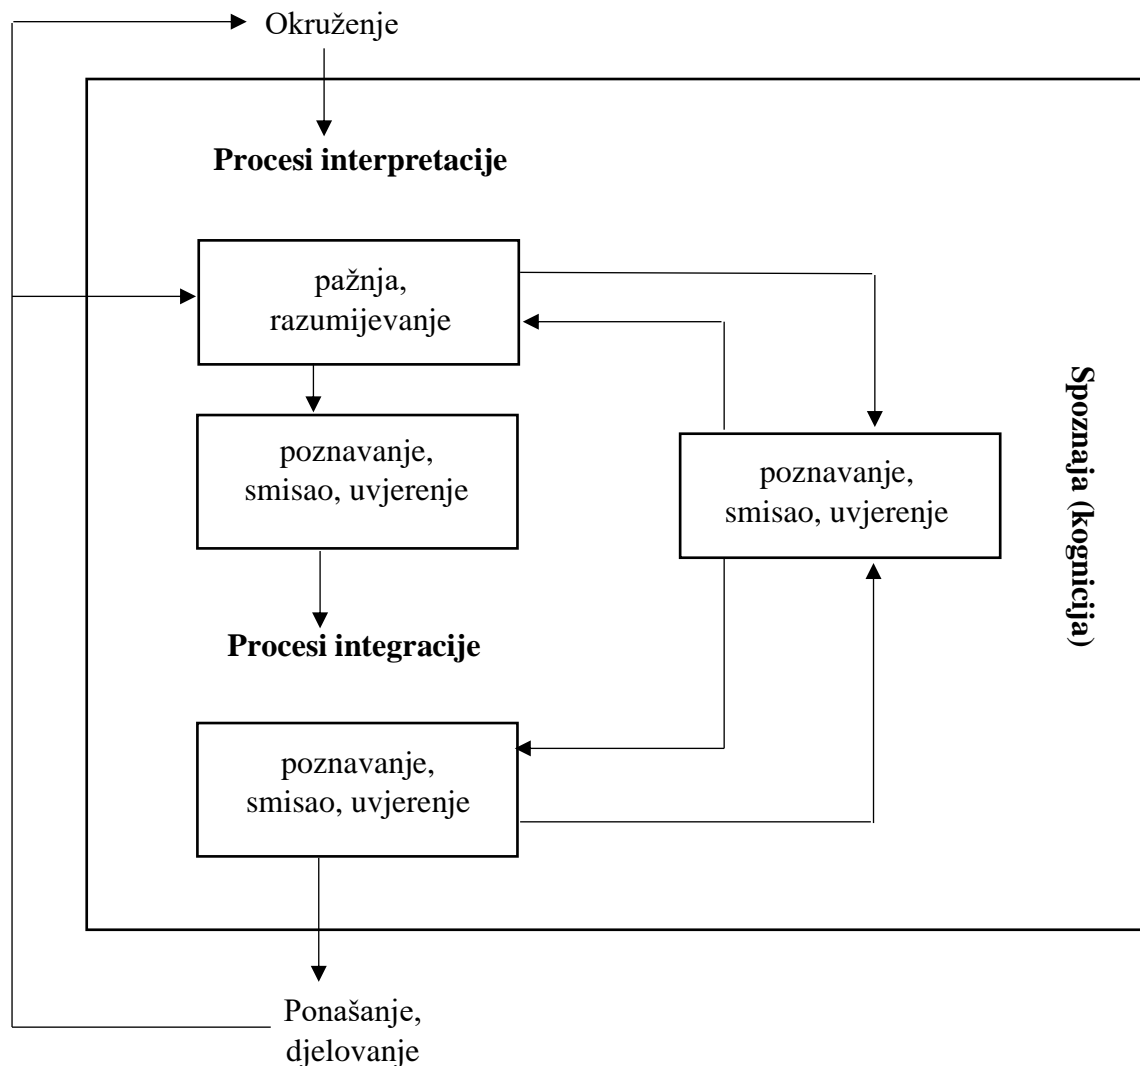 Okruženje
Procesi interpretacije
pažnja,
razumijevanje
poznavanje,
smisao, uvjerenje
poznavanje,
smisao, uvjerenje
Spoznaja (kognicija)
Procesi integracije
poznavanje,
smisao, uvjerenje
Ponašanje,
djelovanje